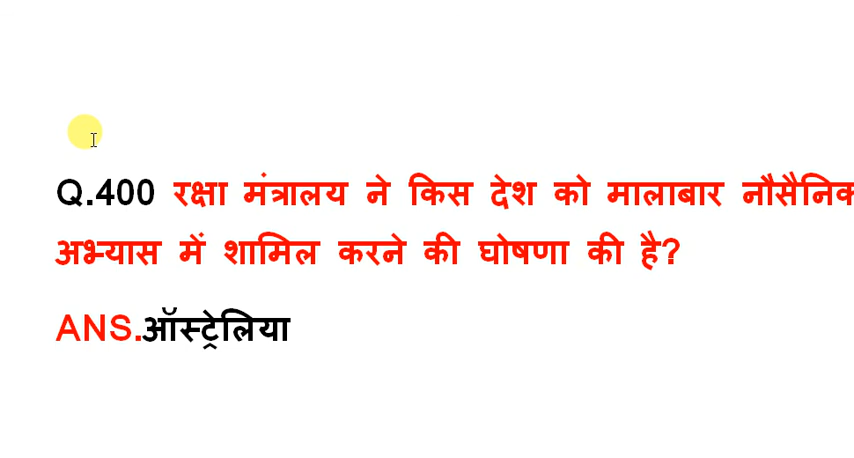 Q.400 रक्षा मंत्रालय ने किस देश को मालाबार नौसैनिक
अभ्यास में शामिल करने की घोषणा की है?
ANS.ऑस्ट्रेलिया